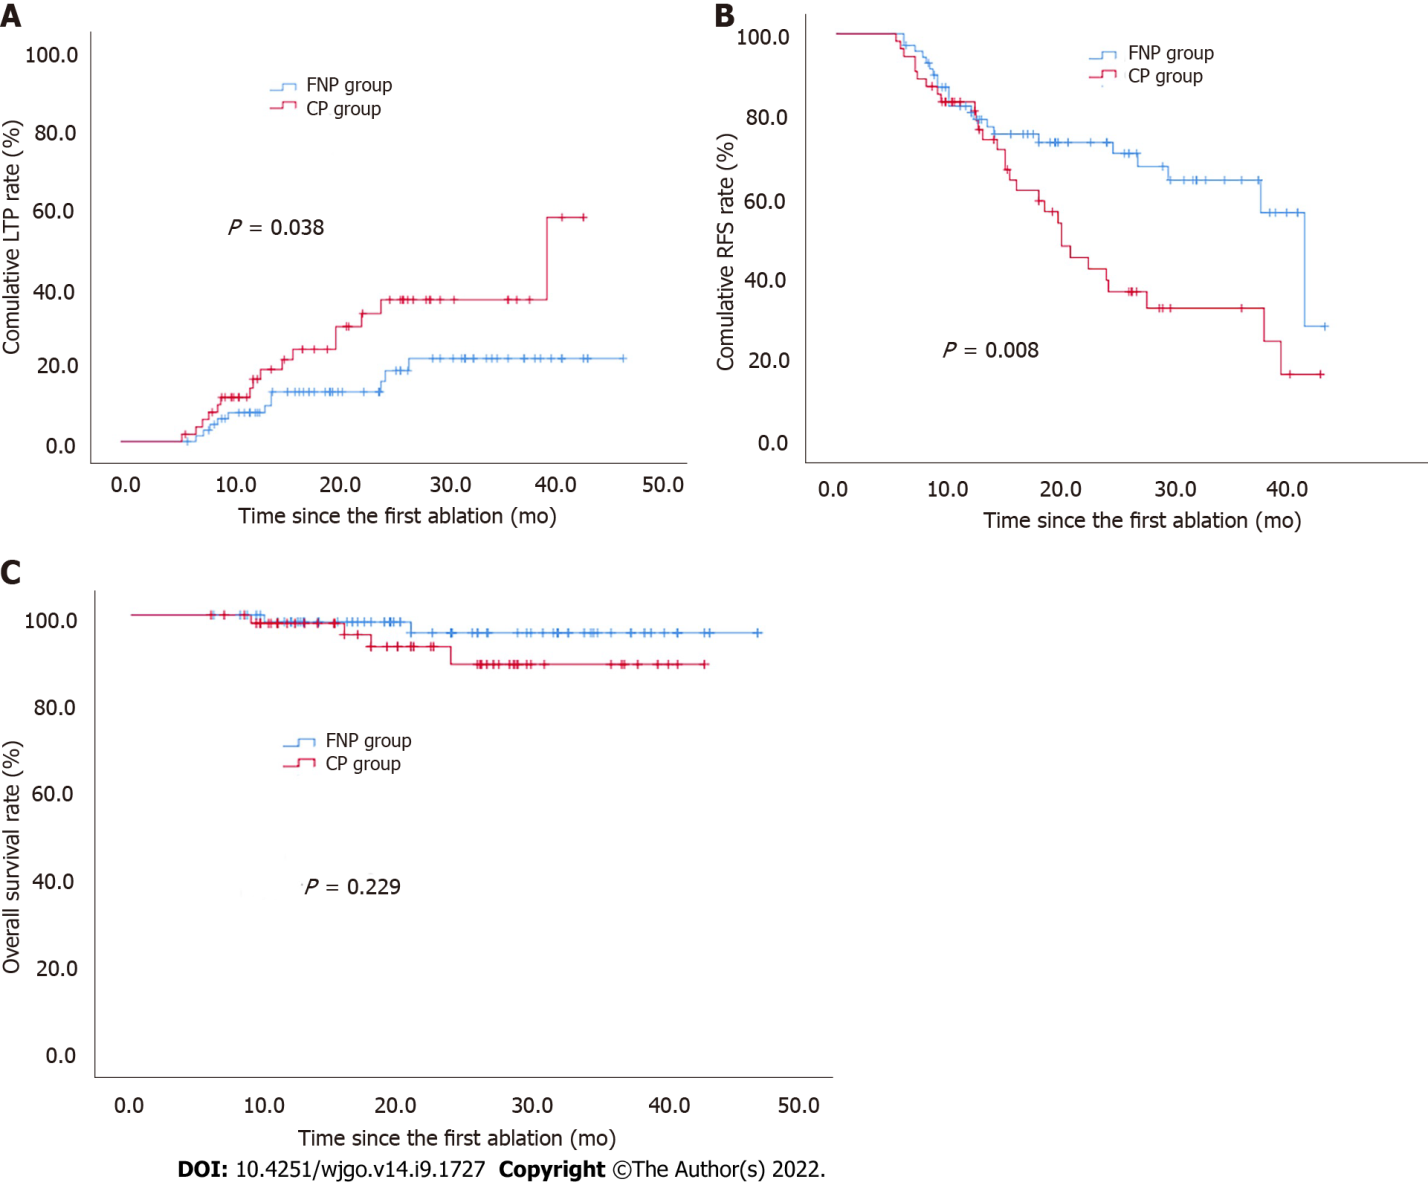 A
Comulative LTP rate (%)
100.0
80.0
60.0
40.0
20.0
0.0
FNP group
CP group
P = 0.038
0.0 10.0 20.0 30.0 40.0 50.0
Time since the first ablation (mo)
B
Comulative RFS rate (%)
100.0
80.0
60.0
40.0
20.0
0.0
FNP group
CP group
P = 0.008
0.0 10.0 20.0 30.0 40.0
Time since the first ablation (mo)
C
Overall survival rate (%)
100.0
80.0
60.0
40.0
20.0
0.0
FNP group
CP group
P = 0.229
0.0 10.0 20.0 30.0 40.0 50.0
Time since the first ablation (mo)
DOI: 10.4251/wjgo.v14.i9.1727 Copyright ©The Author(s) 2022.